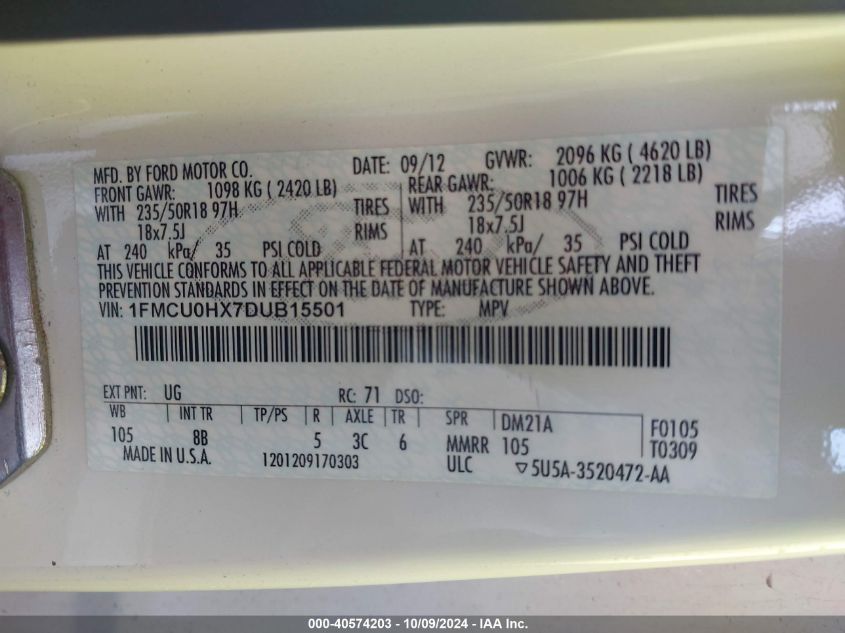 MFD. BY FORD MOTOR CO. DATE: 09/12 GVWR: 2096 KG ( 4620 LB)
FRONT GAWR: 1098 KG ( 2420 LB) REAR GAWR: 1006 KG ( 2218 LB)
WITH 235/50R18 97H TIRES WITH 235/50R18 97H TIRES
18x7.5J RIMS 18x7.5J RIMS
AT 240 kPa/ 35 PSI COLD AT 240 kPa/ 35 PSI COLD
THIS VEHICLE CONFORMS TO ALL APPLICABLE FEDERAL MOTOR VEHICLE SAFETY AND THEFT
PREVENTION STANDARDS IN EFFECT ON THE DATE OF MANUFACTURE SHOWN ABOVE.
VIN: 1FMCU0HX7DUB15501 TYPE: MPV
EXT PNT: UG RC: 71 DSO:
WB INT TR TP/PS R AXLE TR SPR DM21A F0105
105 8B 5 3C 6 MMRR 105 T0309
MADE IN U.S.A. 1201209170303 ULC ▽5U5A-3520472-AA
000-40574203 - 10/09/2024 - IAA Inc.